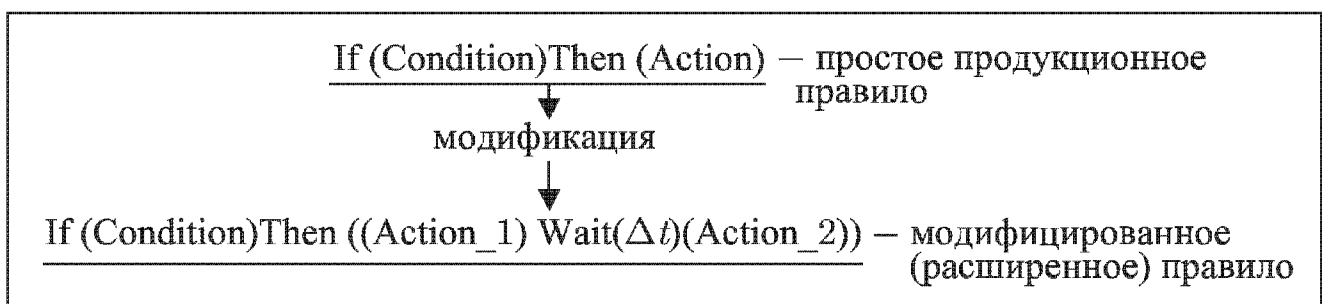 If (Condition)Then (Action) – простое продукционное
правило
модификация
If (Condition)Then ((Action_1) Wait(Δt)(Action_2)) – модифицированное
(расширенное) правило